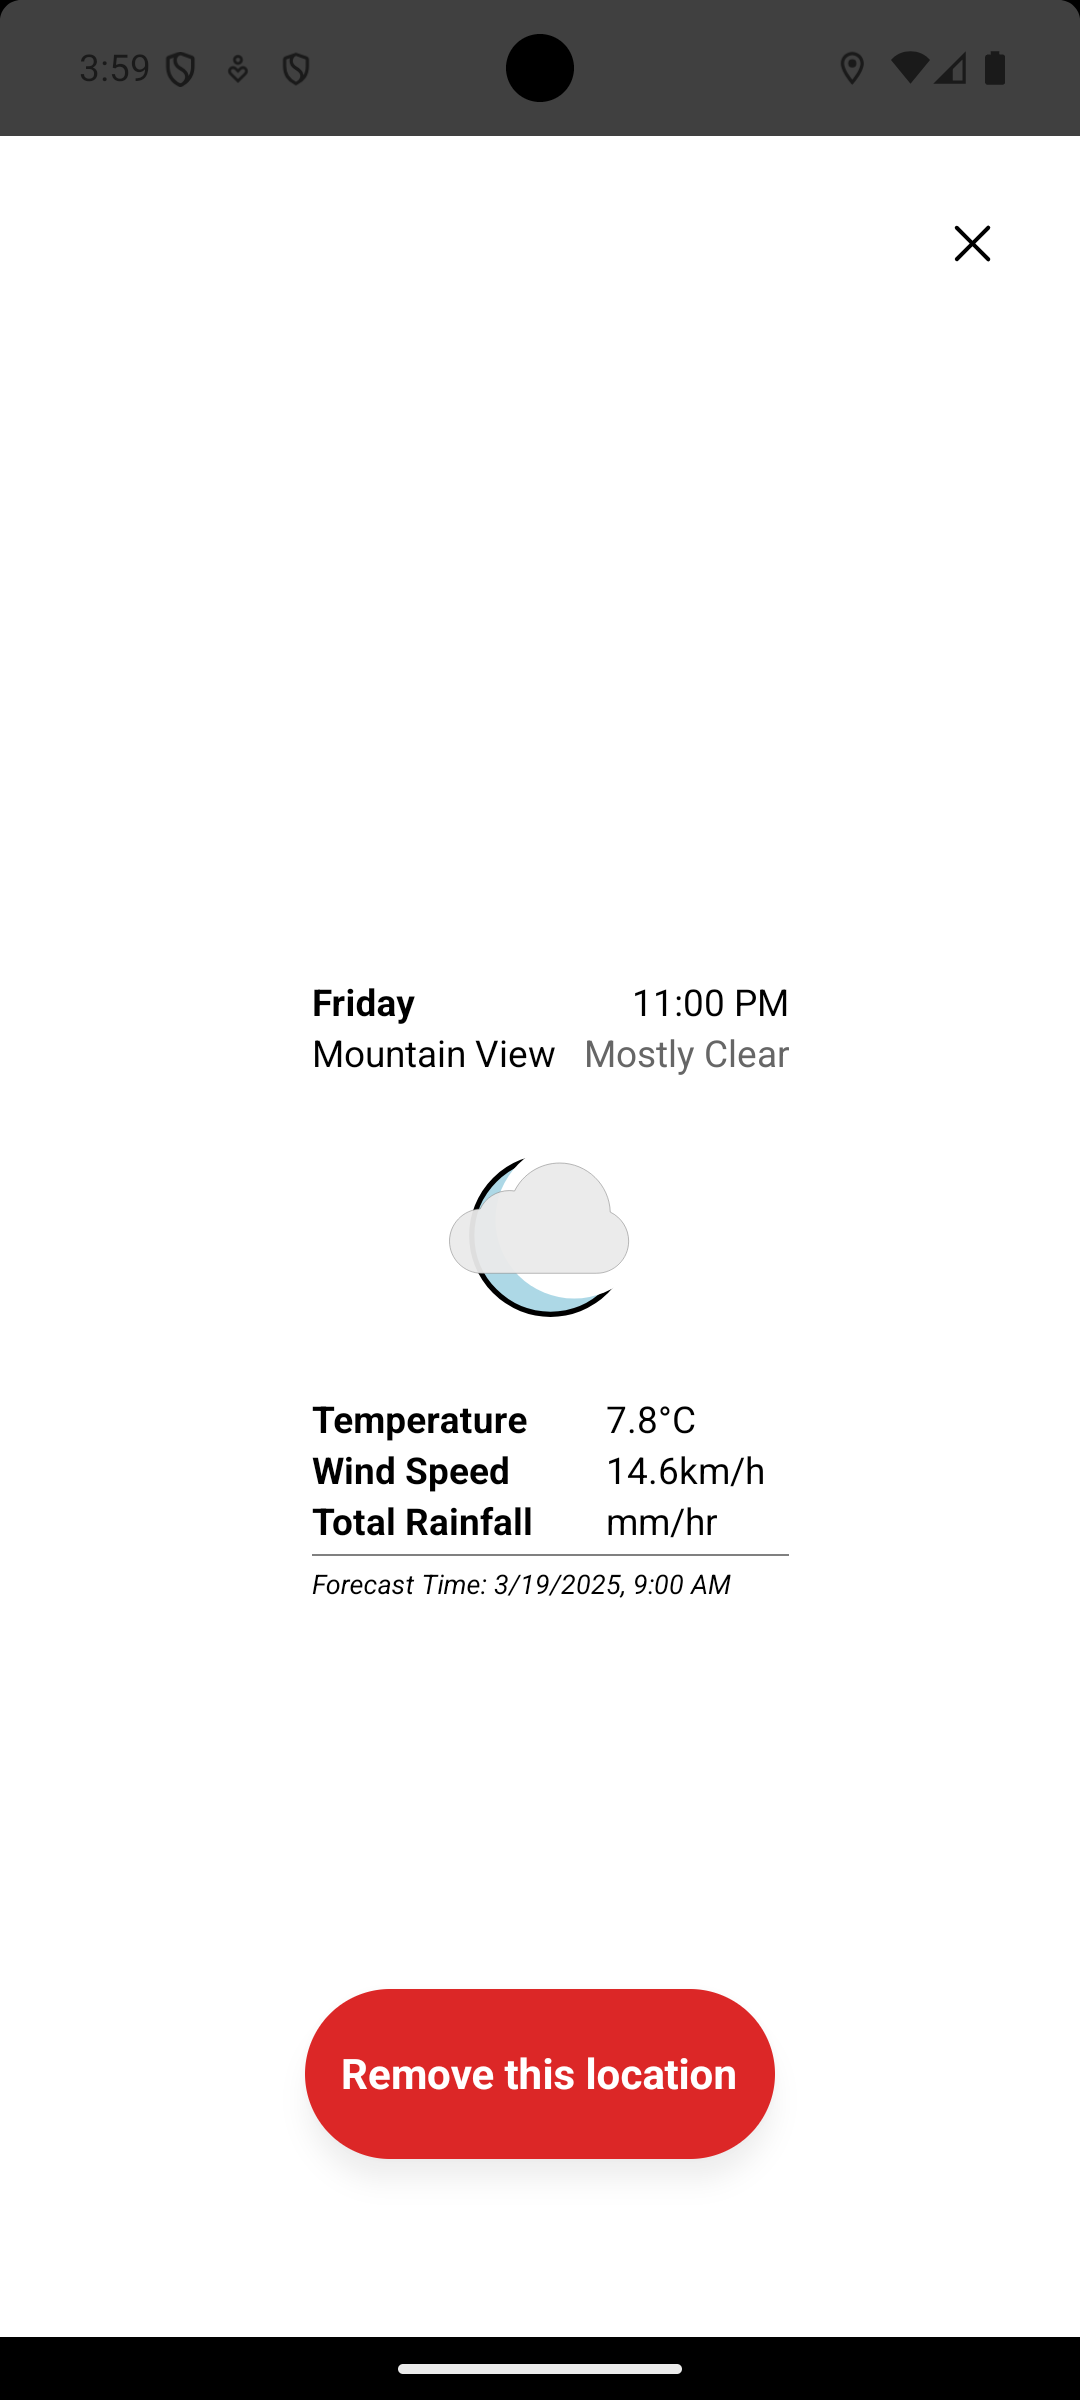 3:59
Friday 11:00 PM
Mountain View Mostly Clear
Temperature 7.8°C
Wind Speed 14.6km/h
Total Rainfall mm/hr
Forecast Time: 3/19/2025, 9:00 AM
Remove this location